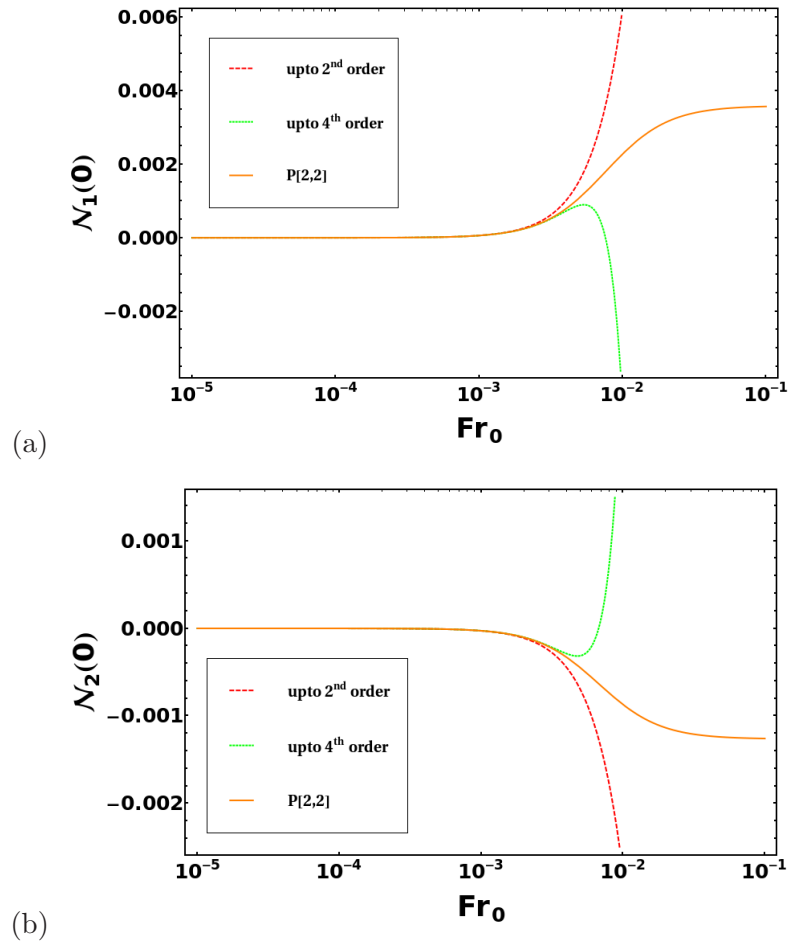 0.006
upto 2nd order
0.004
upto 4th order
𝒩1(0)
0.002
P[2,2]
0.000
−0.002
10−5 10−4 10−3 10−2 10−1
Fr0
(a)
0.001
0.000
𝒩2(0)
upto 2nd order
−0.001
upto 4th order
P[2,2]
−0.002
10−5 10−4 10−3 10−2 10−1
Fr0
(b)